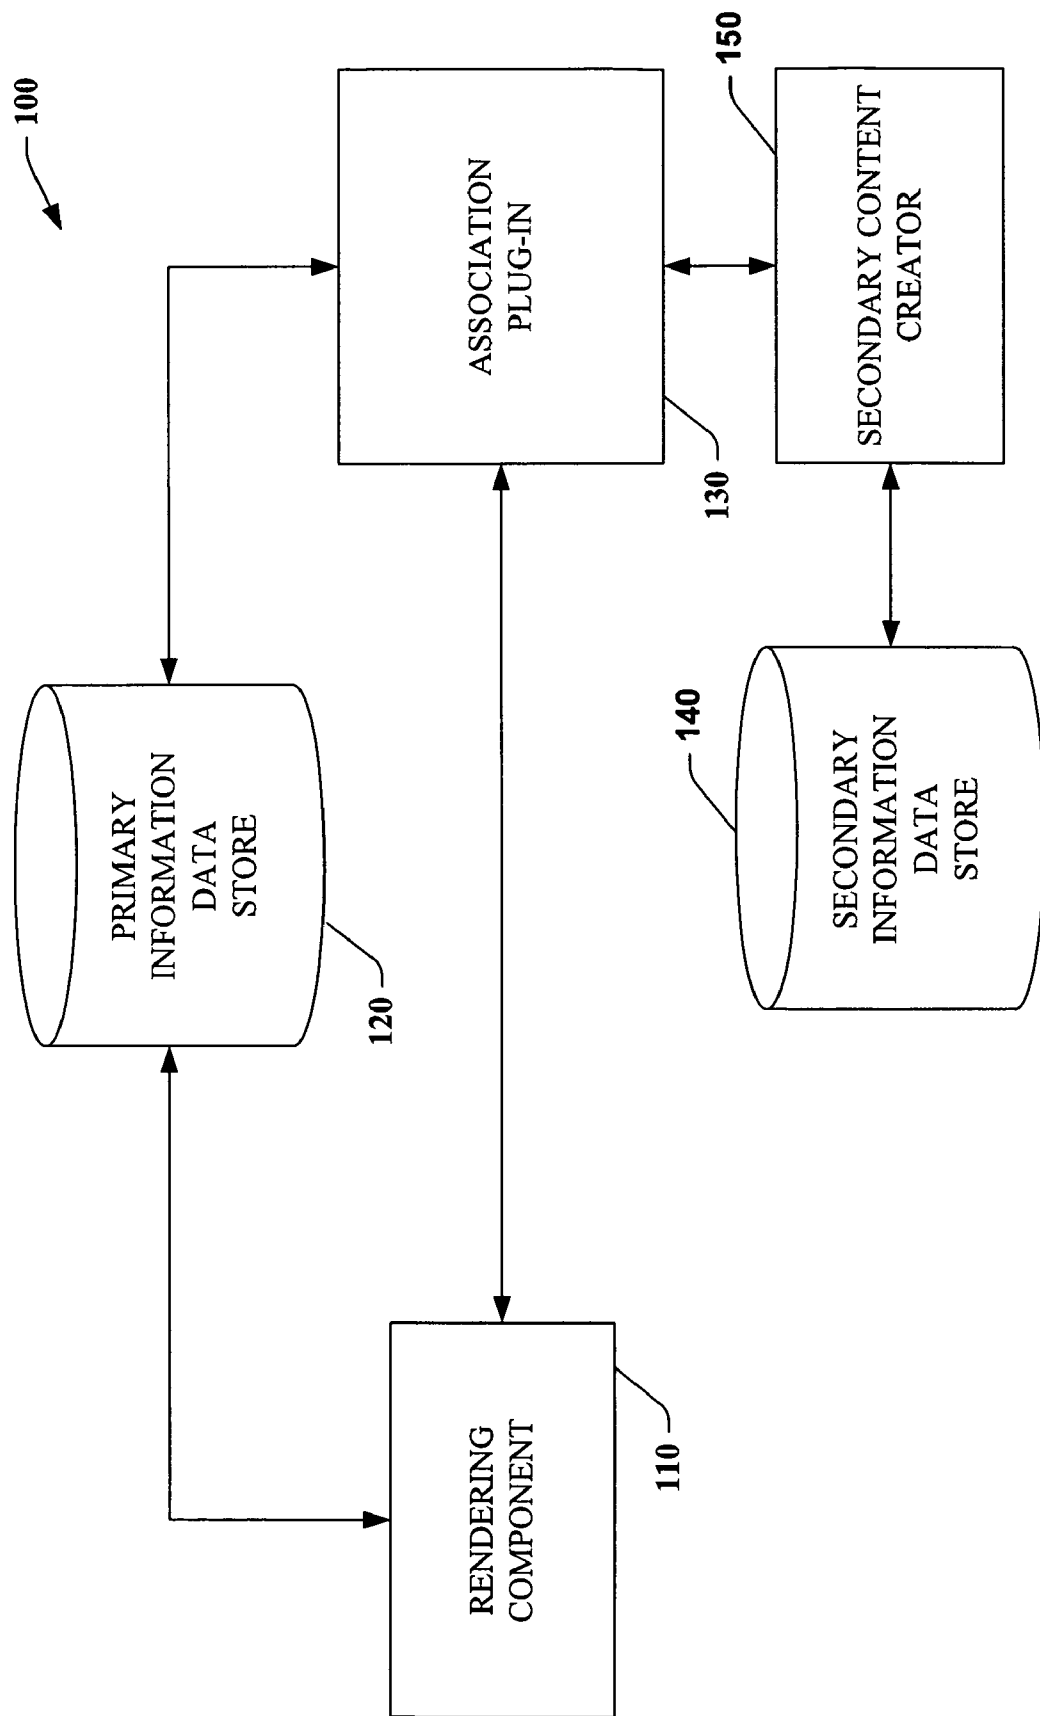 100
PRIMARY
INFORMATION
DATA
STORE
120
RENDERING
COMPONENT
110
ASSOCIATION
PLUG-IN
130
140
SECONDARY
INFORMATION
DATA
STORE
150
SECONDARY CONTENT
CREATOR